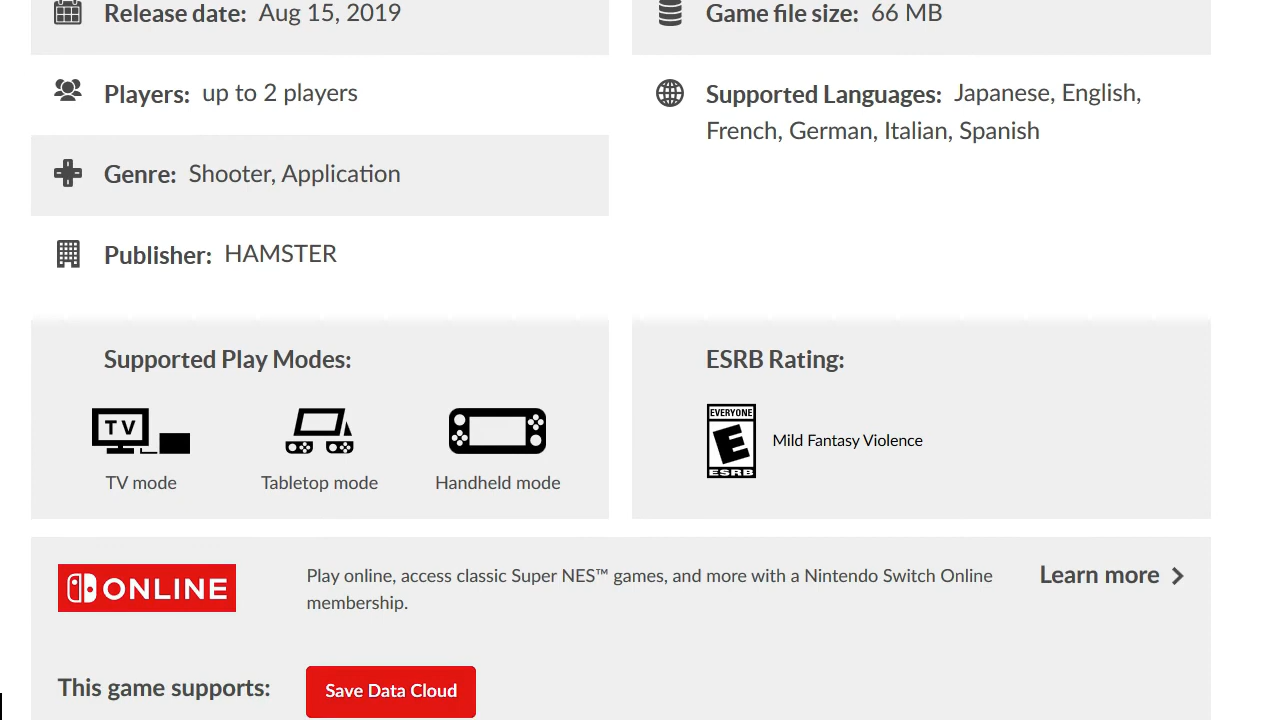 Release date: Aug 15, 2019
Game file size: 66 MB
Players: up to 2 players
Supported Languages: Japanese, English,
French, German, Italian, Spanish
Genre: Shooter, Application
Publisher: HAMSTER
Supported Play Modes:
TV
TV mode
Tabletop mode
Handheld mode
ESRB Rating:
EVERYONE
E
ESRB
Mild Fantasy Violence
ONLINE
Play online, access classic Super NES™ games, and more with a Nintendo Switch Online
membership.
Learn more
This game supports:
Save Data Cloud